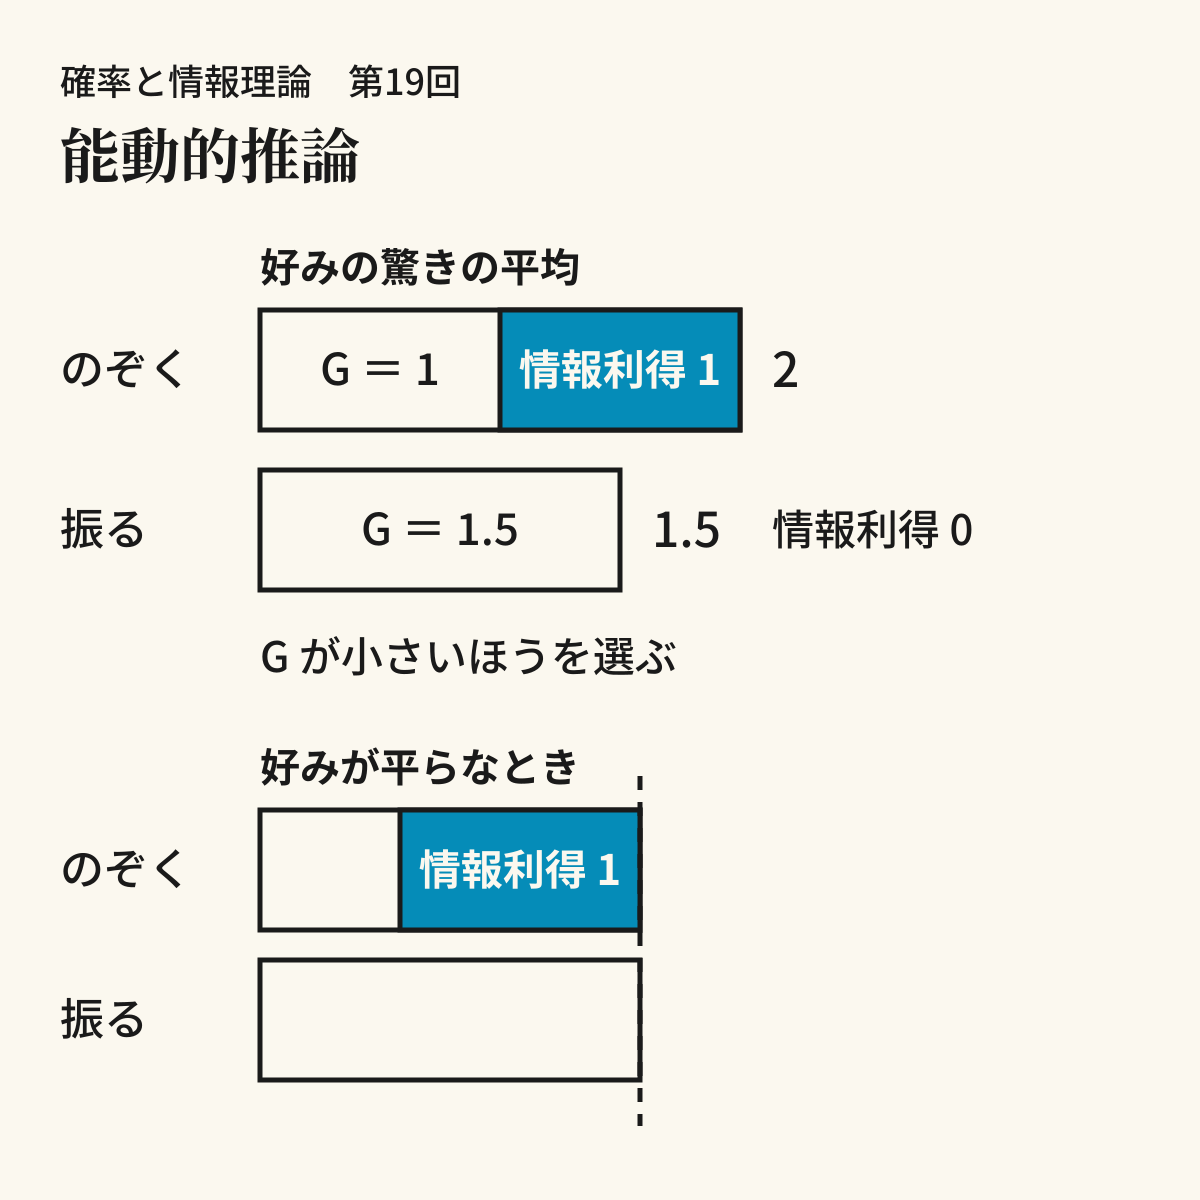 確率と情報理論　第19回
能動的推論
好みの驚きの平均
のぞく G = 1 情報利得 1 2
振る G = 1.5 1.5 情報利得 0
G が小さいほうを選ぶ
好みが平らなとき
のぞく 情報利得 1
振る